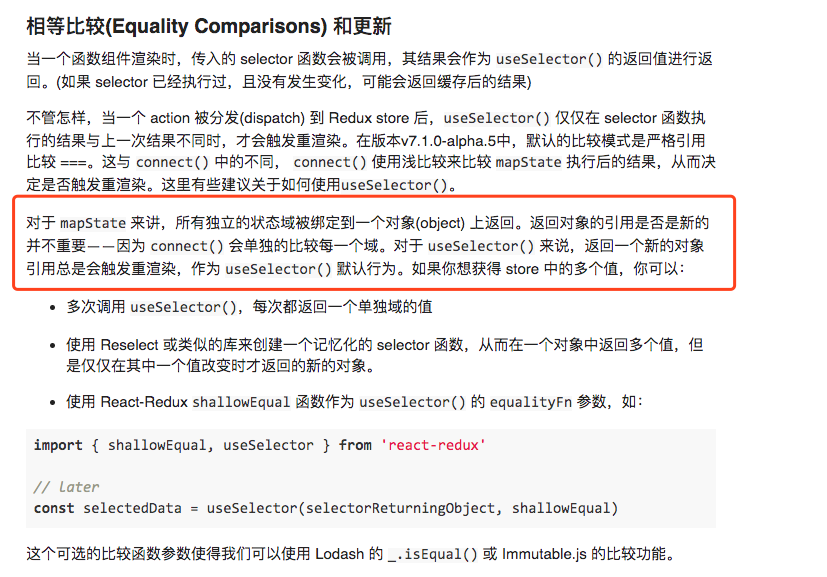 相等比较(Equality Comparisons) 和更新
当一个函数组件渲染时，传入的 selector 函数会被调用，其结果会作为 useSelector() 的返回值进行返
回。(如果 selector 已经执行过，且没有发生变化，可能会返回缓存后的结果)
不管怎样，当一个 action 被分发(dispatch) 到 Redux store 后，useSelector() 仅仅在 selector 函数执
行的结果与上一次结果不同时，才会触发重渲染。在版本v7.1.0-alpha.5中，默认的比较模式是严格引用
比较 ===。这与 connect() 中的不同， connect() 使用浅比较来比较 mapState 执行后的结果，从而决
定是否触发重渲染。这里有些建议关于如何使用useSelector()。
对于 mapState 来讲，所有独立的状态域被绑定到一个对象(object) 上返回。返回对象的引用是否是新的
并不重要——因为 connect() 会单独的比较每一个域。对于 useSelector() 来说，返回一个新的对象
引用总是会触发重渲染，作为 useSelector() 默认行为。如果你想获得 store 中的多个值，你可以：
• 多次调用 useSelector()，每次都返回一个单独域的值
• 使用 Reselect 或类似的库来创建一个记忆化的 selector 函数，从而在一个对象中返回多个值，但
是仅仅在其中一个值改变时才返回的新的对象。
• 使用 React-Redux shallowEqual 函数作为 useSelector() 的 equalityFn 参数，如：
import { shallowEqual, useSelector } from 'react-redux'
// later
const selectedData = useSelector(selectorReturningObject, shallowEqual)
这个可选的比较函数参数使得我们可以使用 Lodash 的 _.isEqual() 或 Immutable.js 的比较功能。